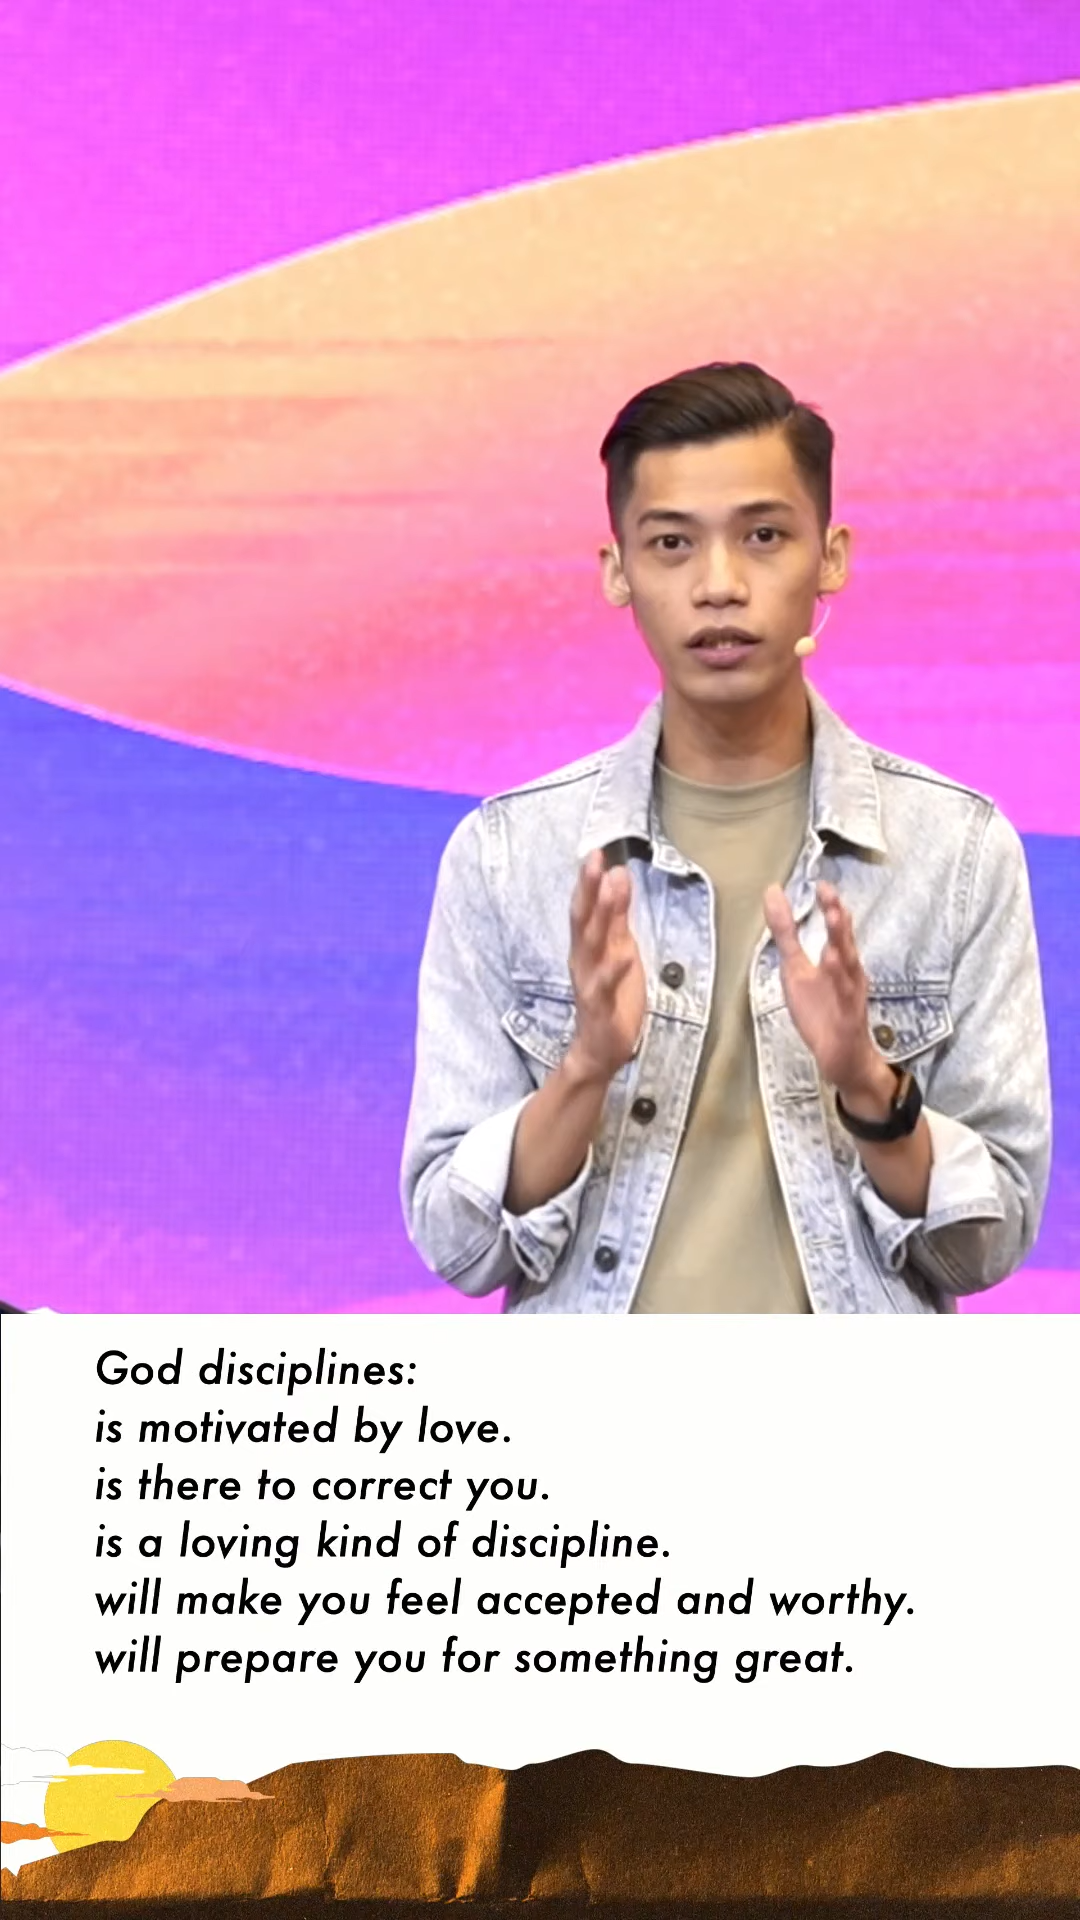 God disciplines:
is motivated by love.
is there to correct you.
is a loving kind of discipline.
will make you feel accepted and worthy.
will prepare you for something great.